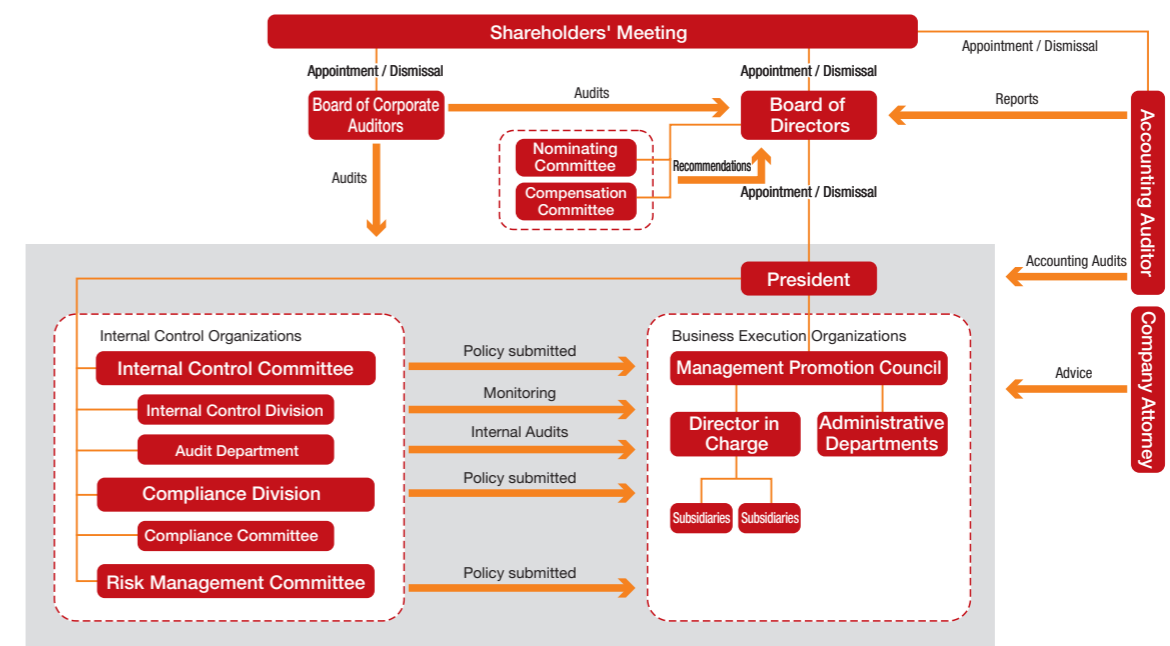 Shareholders' Meeting
Appointment / Dismissal
Appointment / Dismissal
Appointment / Dismissal
Board of Corporate
Auditors
Audits
Board of
Directors
Reports
Accounting Auditor
Audits
Nominating
Committee
Recommendations
Compensation
Committee
Appointment / Dismissal
President
Accounting Audits
Company Attorney
Advice
Internal Control Organizations
Internal Control Committee
Internal Control Division
Audit Department
Compliance Division
Compliance Committee
Risk Management Committee
Policy submitted
Monitoring
Internal Audits
Policy submitted
Policy submitted
Business Execution Organizations
Management Promotion Council
Director in
Charge
Administrative
Departments
Subsidiaries
Subsidiaries